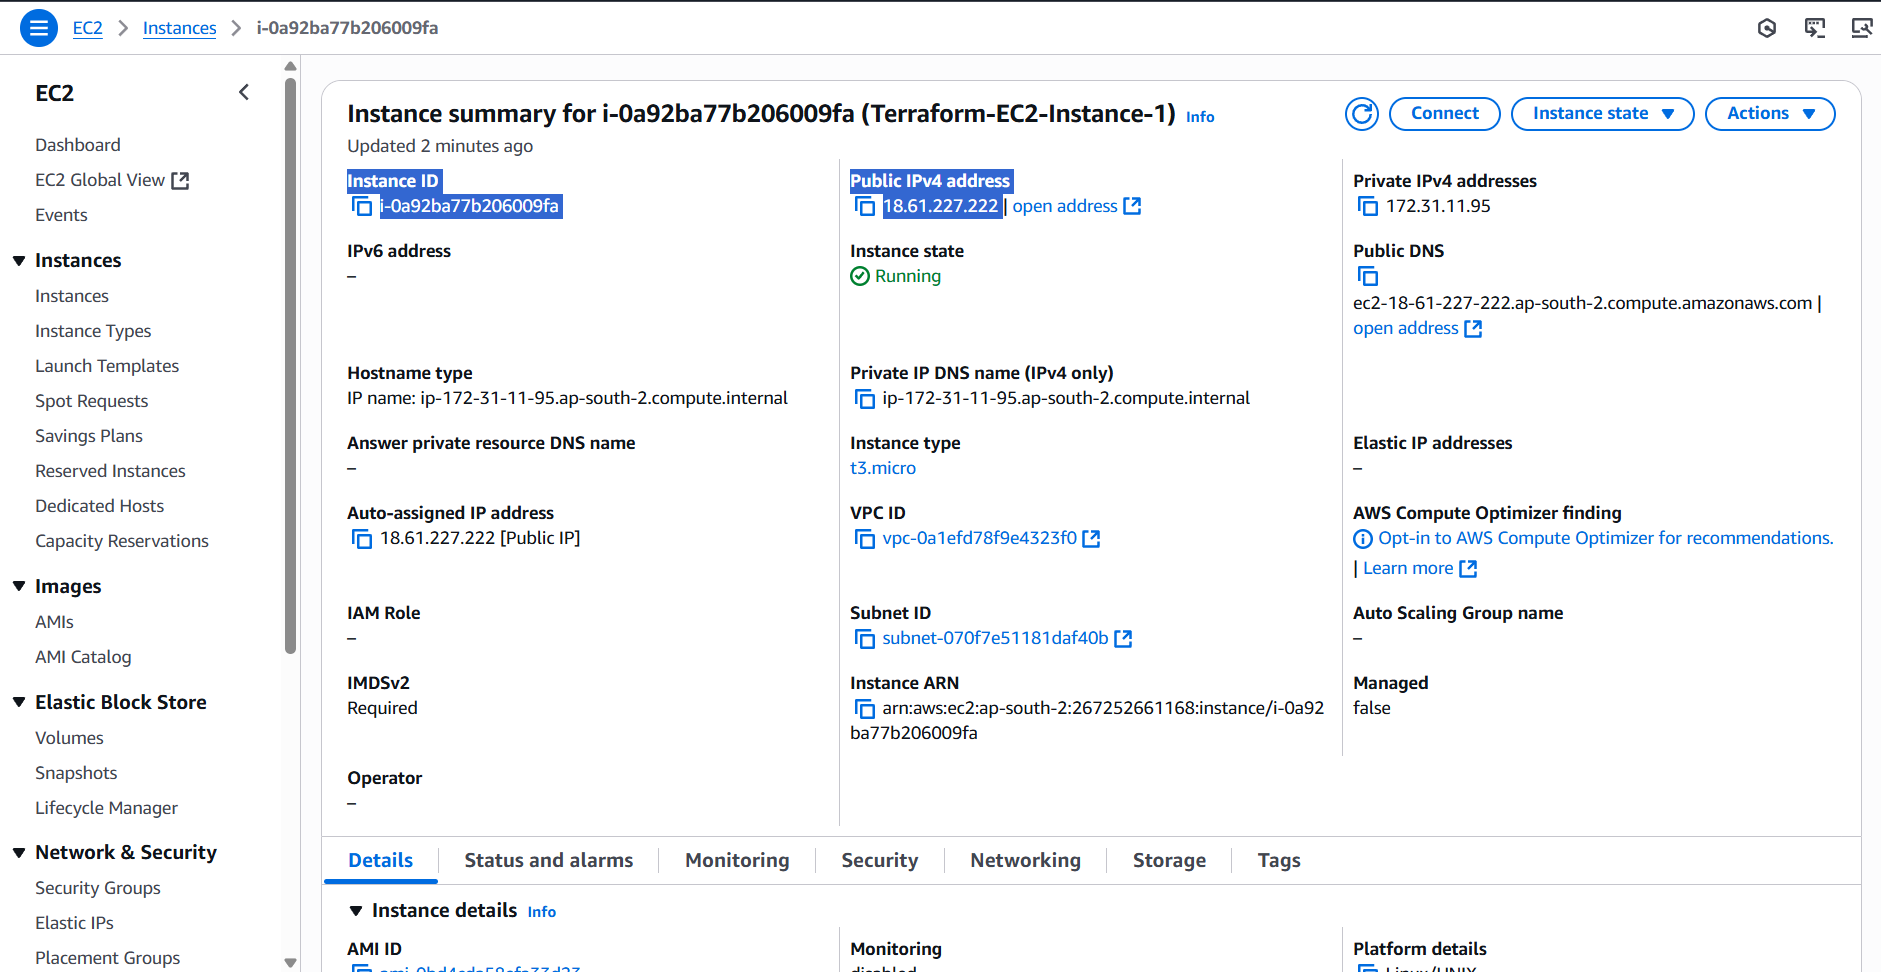 EC2 > Instances > i-0a92ba77b206009fa
EC2
Dashboard
EC2 Global View
Events
Instances
Instances
Instance Types
Launch Templates
Spot Requests
Savings Plans
Reserved Instances
Dedicated Hosts
Capacity Reservations
Images
AMIs
AMI Catalog
Elastic Block Store
Volumes
Snapshots
Lifecycle Manager
Network & Security
Security Groups
Elastic IPs
Placement Groups
Instance summary for i-0a92ba77b206009fa (Terraform-EC2-Instance-1) Info
Connect
Instance state
Actions
Updated 2 minutes ago
Instance ID
i-0a92ba77b206009fa
Public IPv4 address
18.61.227.222 | open address
Private IPv4 addresses
172.31.11.95
IPv6 address
–
Instance state
Running
Public DNS
ec2-18-61-227-222.ap-south-2.compute.amazonaws.com |
open address
Hostname type
IP name: ip-172-31-11-95.ap-south-2.compute.internal
Private IP DNS name (IPv4 only)
ip-172-31-11-95.ap-south-2.compute.internal
Answer private resource DNS name
–
Instance type
t3.micro
Elastic IP addresses
–
Auto-assigned IP address
18.61.227.222 [Public IP]
VPC ID
vpc-0a1efd78f9e4323f0
AWS Compute Optimizer finding
Opt-in to AWS Compute Optimizer for recommendations.
| Learn more
IAM Role
–
Subnet ID
subnet-070f7e51181daf40b
Auto Scaling Group name
–
IMDSv2
Required
Instance ARN
arn:aws:ec2:ap-south-2:267252661168:instance/i-0a92
ba77b206009fa
Managed
false
Operator
–
Details
Status and alarms
Monitoring
Security
Networking
Storage
Tags
Instance details Info
AMI ID
Monitoring
disabled
Platform details
Linux/UNIX